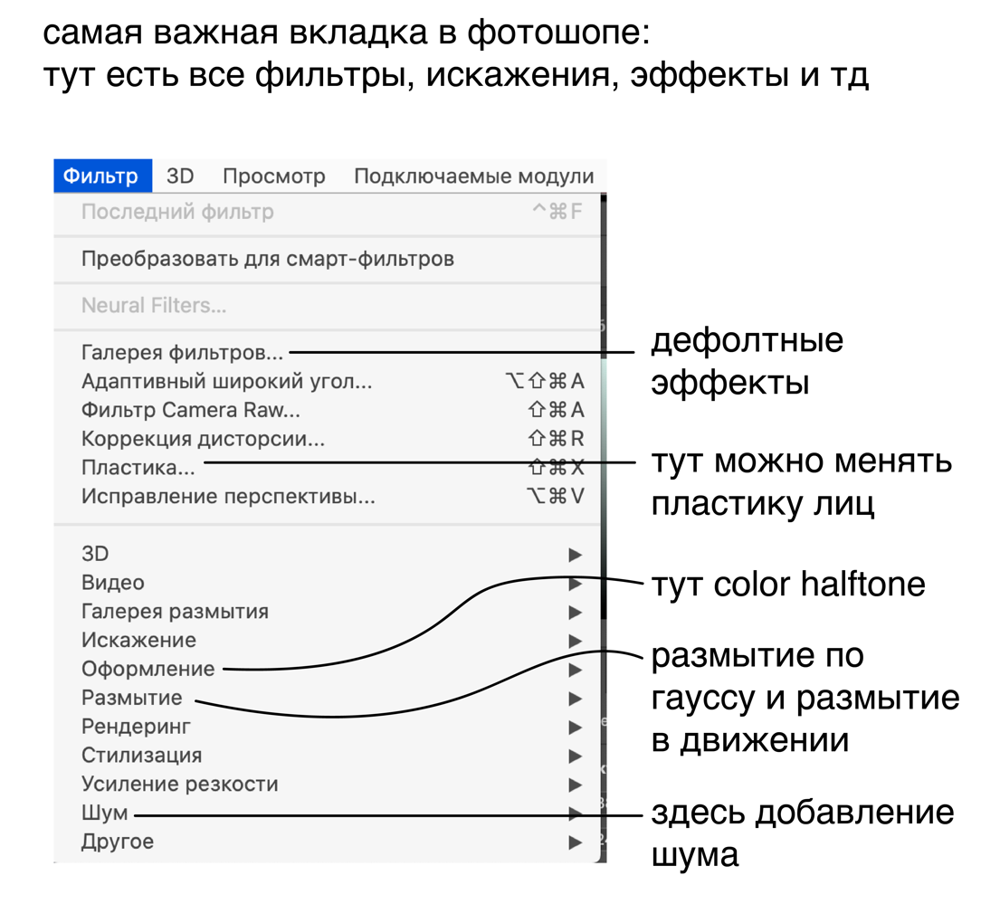 самая важная вкладка в фотошопе:
тут есть все фильтры, искажения, эффекты и тд
Фильтр 3D Просмотр Подключаемые модули
Последний фильтр ^⌘F
Преобразовать для смарт-фильтров
Neural Filters...
Галерея фильтров...
дефолтные
эффекты
Адаптивный широкий угол... ⌥⇧⌘A
Фильтр Camera Raw... ⇧⌘A
Коррекция дисторсии... ⇧⌘R
Пластика... ⇧⌘X
тут можно менять
пластику лиц
Исправление перспективы... ⌥⌘V
3D
Видео
тут color halftone
Галерея размытия
Искажение
Оформление
размытие по
гауссу и размытие
в движении
Размытие
Рендеринг
Стилизация
Усиление резкости
Шум
здесь добавление
шума
Другое